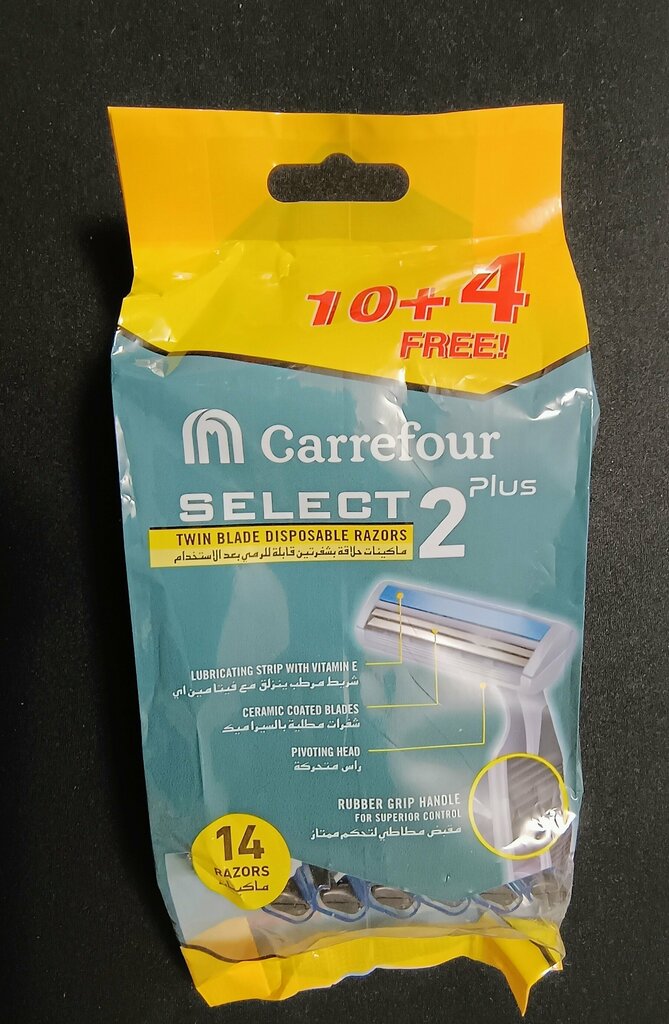 10+4
FREE!
Carrefour
SELECT 2 Plus
TWIN BLADE DISPOSABLE RAZORS
ماكينات حلاقة بشفرتين قابلة للرمي بعد الاستخدام
LUBRICATING STRIP WITH VITAMIN E
شريط مرطب ينزلق مع فيتامين اي
CERAMIC COATED BLADES
شفرات مطلية بالسيراميك
PIVOTING HEAD
راس متحركة
RUBBER GRIP HANDLE
FOR SUPERIOR CONTROL
مقبض مطاطي لتحكم ممتاز
14
RAZORS
ماكينات